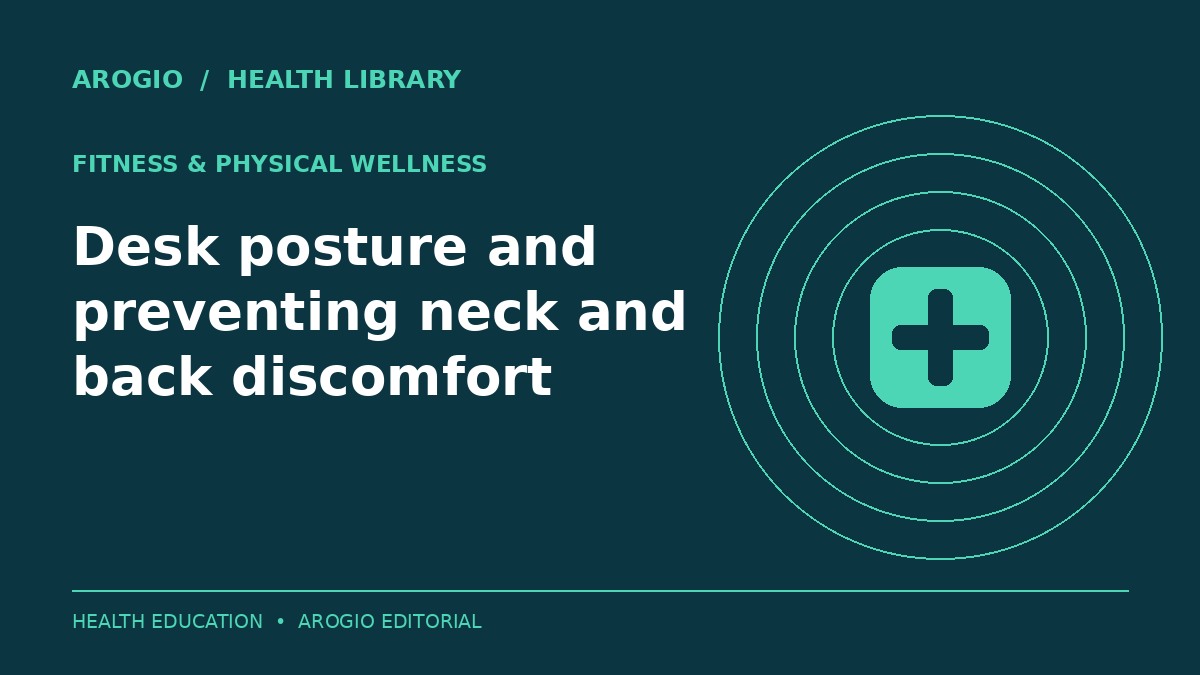 AROGIO / HEALTH LIBRARY
FITNESS & PHYSICAL WELLNESS
Desk posture and
preventing neck and
back discomfort
HEALTH EDUCATION • AROGIO EDITORIAL